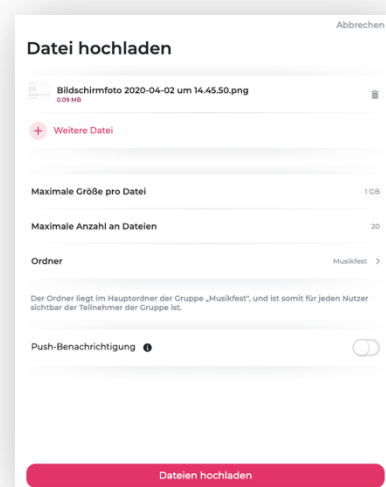 Abbrechen
Datei hochladen
Bildschirmfoto 2020-04-02 um 14.45.50.png
0.09 MB
Weitere Datei
Maximale Größe pro Datei 1 GB
Maximale Anzahl an Dateien 20
Ordner Musikfest
Der Ordner liegt im Hauptordner der Gruppe „Musikfest“, und ist somit für jeden Nutzer
sichtbar der Teilnehmer der Gruppe ist.
Push-Benachrichtigung
Dateien hochladen